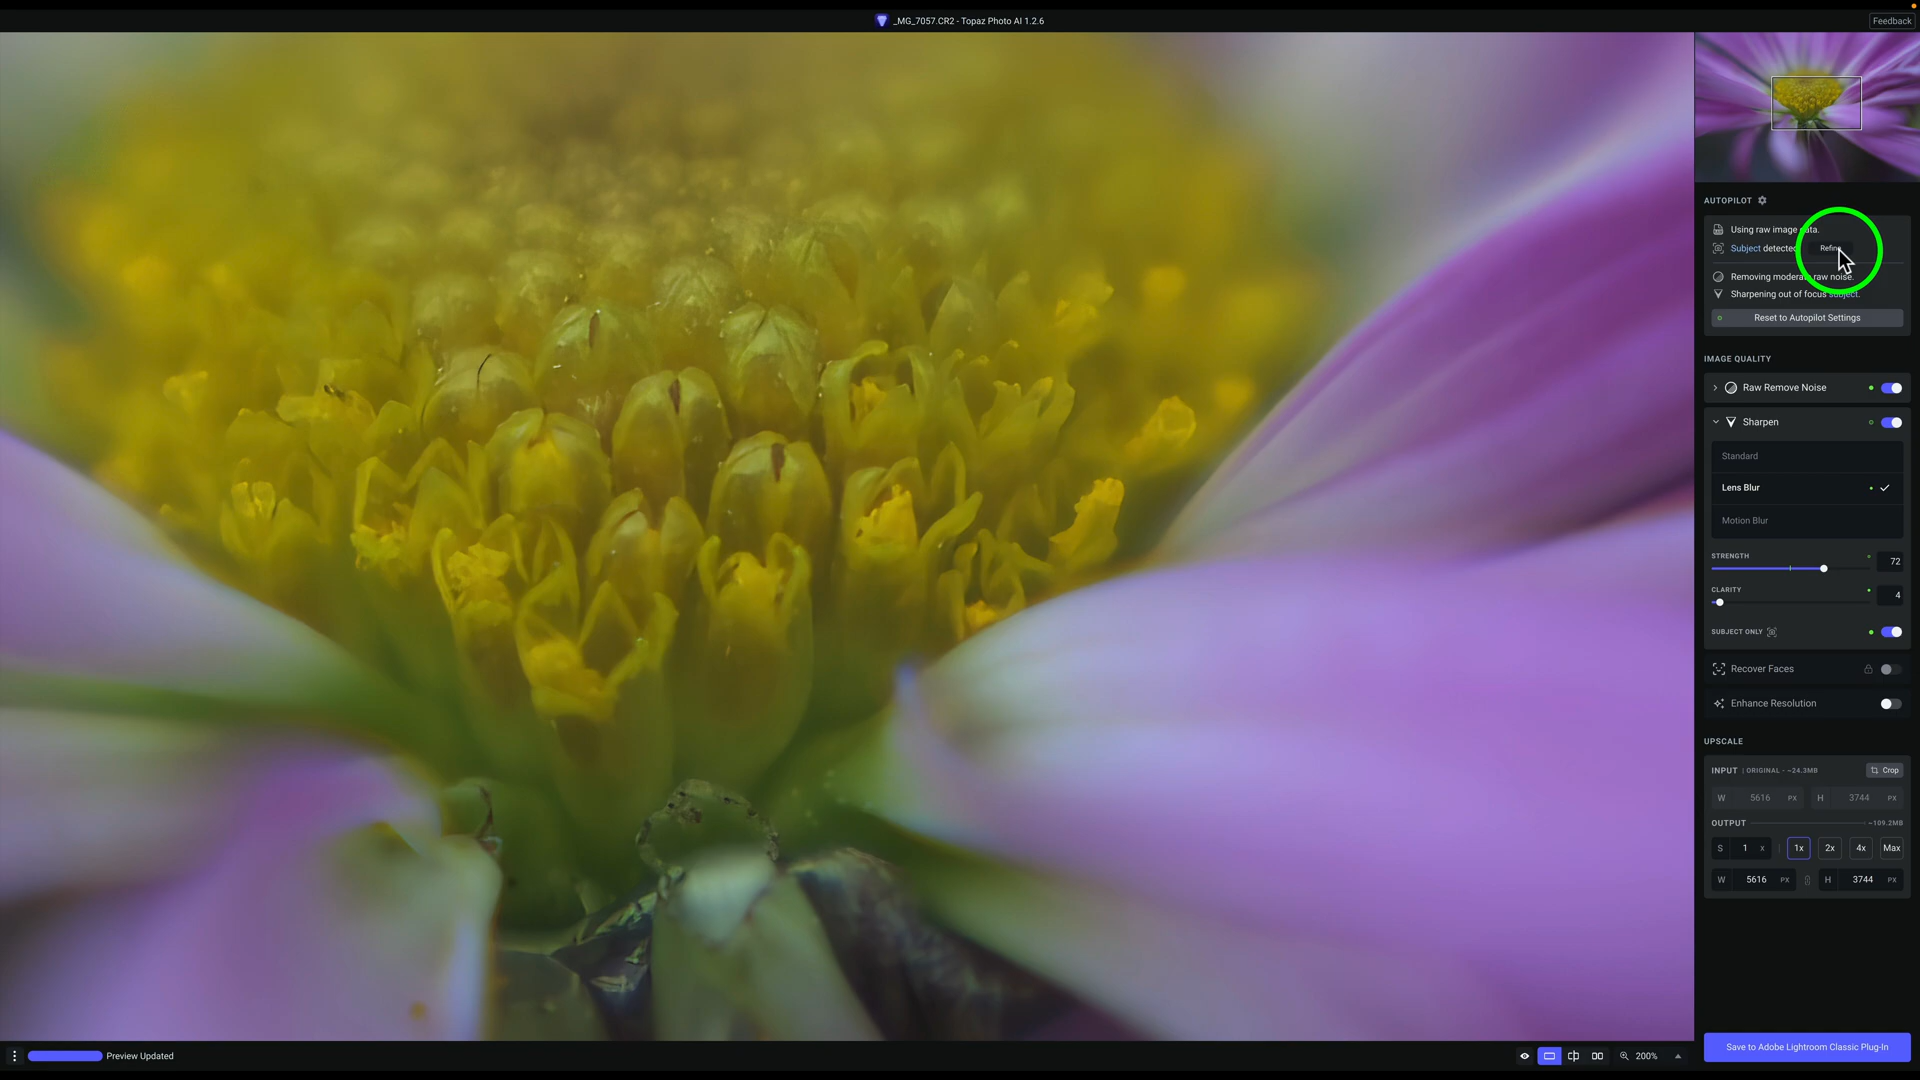 _MG_7057.CR2 - Topaz Photo AI 1.2.6
Feedback
AUTOPILOT
Using raw image data.
Subject detected
Removing moderate raw noise.
Sharpening out of focus subject.
Reset to Autopilot Settings
IMAGE QUALITY
Raw Remove Noise
Sharpen
Standard
Lens Blur
Motion Blur
STRENGTH
72
CLARITY
4
SUBJECT ONLY
Recover Faces
Enhance Resolution
UPSCALE
INPUT | ORIGINAL - ~24.3MB
Crop
W 5616 PX H 3744 PX
OUTPUT ~109.2MB
S 1 x 1x 2x 4x Max
W 5616 PX H 3744 PX
Save to Adobe Lightroom Classic Plug-In
Preview Updated
200%